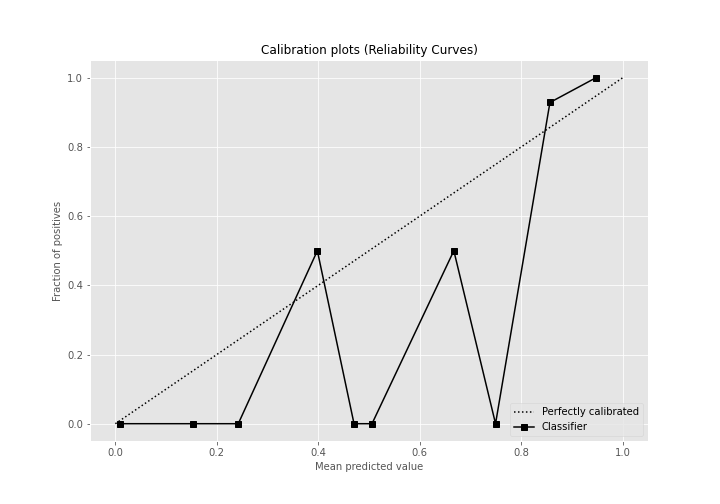 Calibration plots (Reliability Curves)
1.0
0.8
0.6
0.4
0.2
0.0
Fraction of positives
Perfectly calibrated
Classifier
0.0 0.2 0.4 0.6 0.8 1.0
Mean predicted value